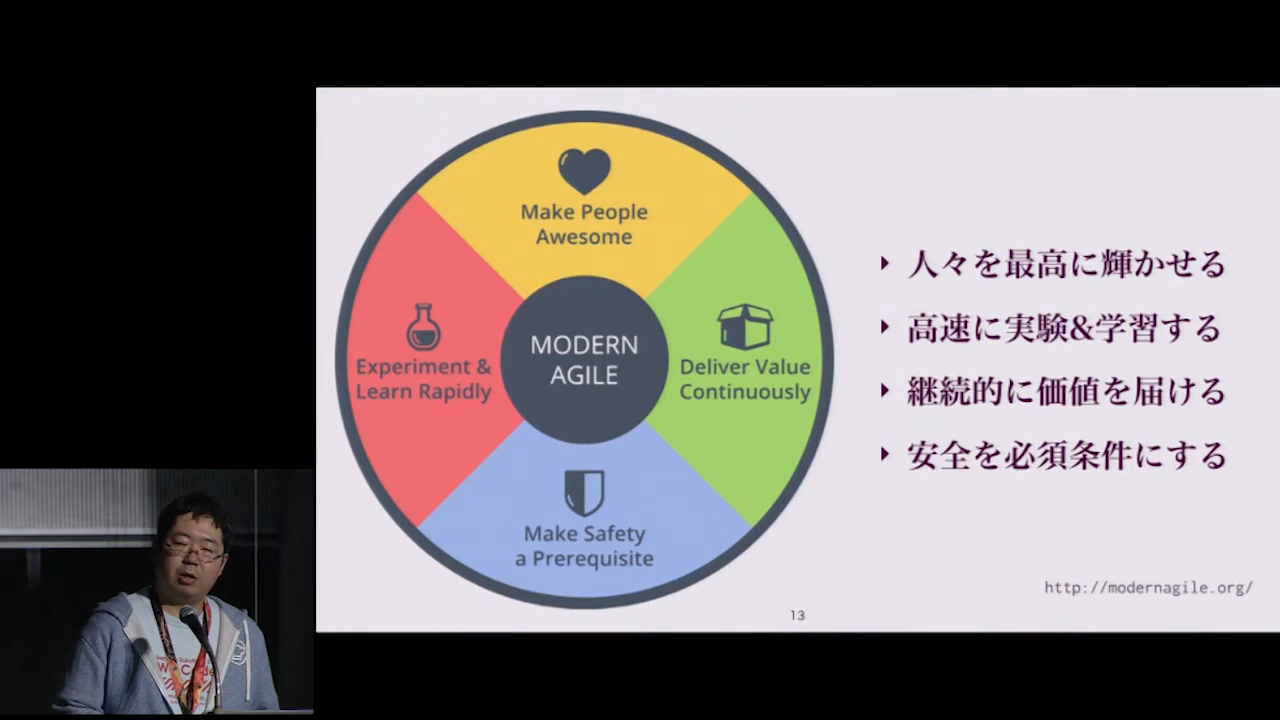 Make People
Awesome
Experiment &
Learn Rapidly
MODERN
AGILE
Deliver Value
Continuously
Make Safety
a Prerequisite
人々を最高に輝かせる
高速に実験&学習する
継続的に価値を届ける
安全を必須条件にする
http://modernagile.org/
13